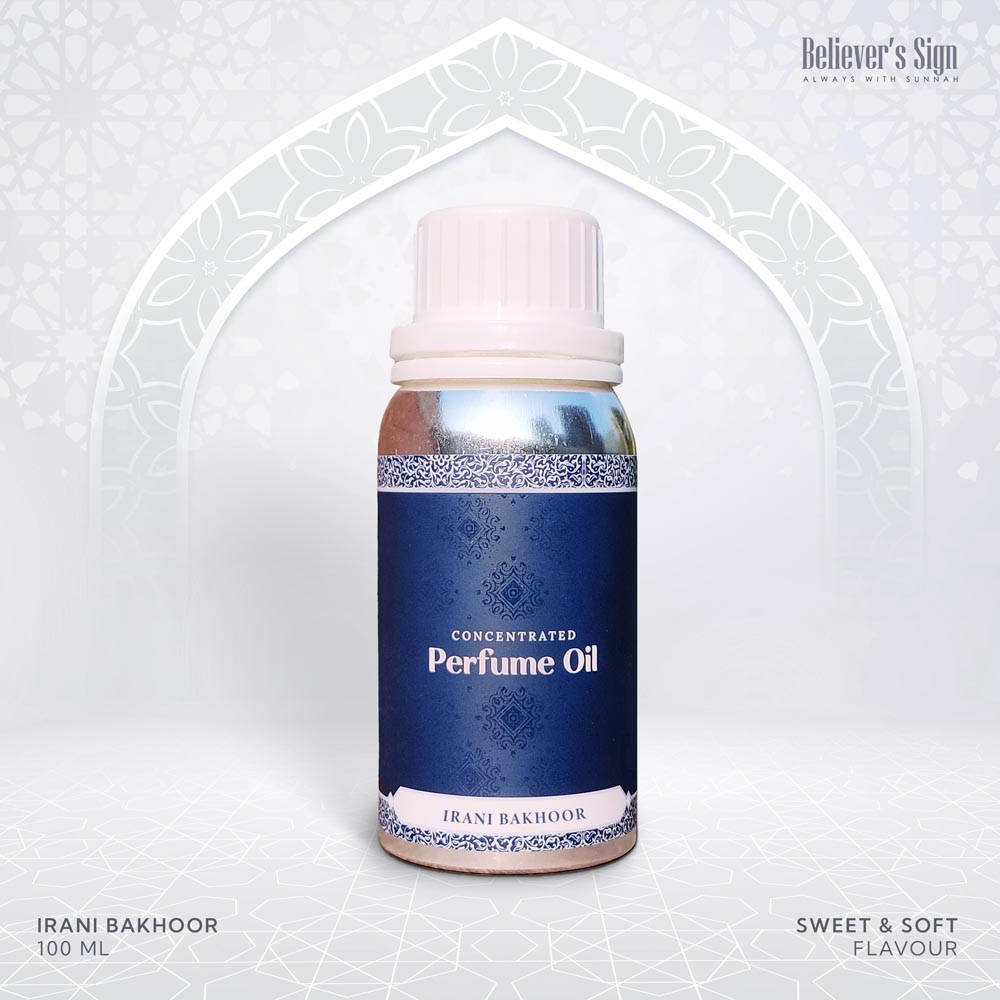 Believer's Sign
ALWAYS WITH SUNNAH
CONCENTRATED
Perfume Oil
IRANI BAKHOOR
IRANI BAKHOOR
100 ML
SWEET & SOFT
FLAVOUR